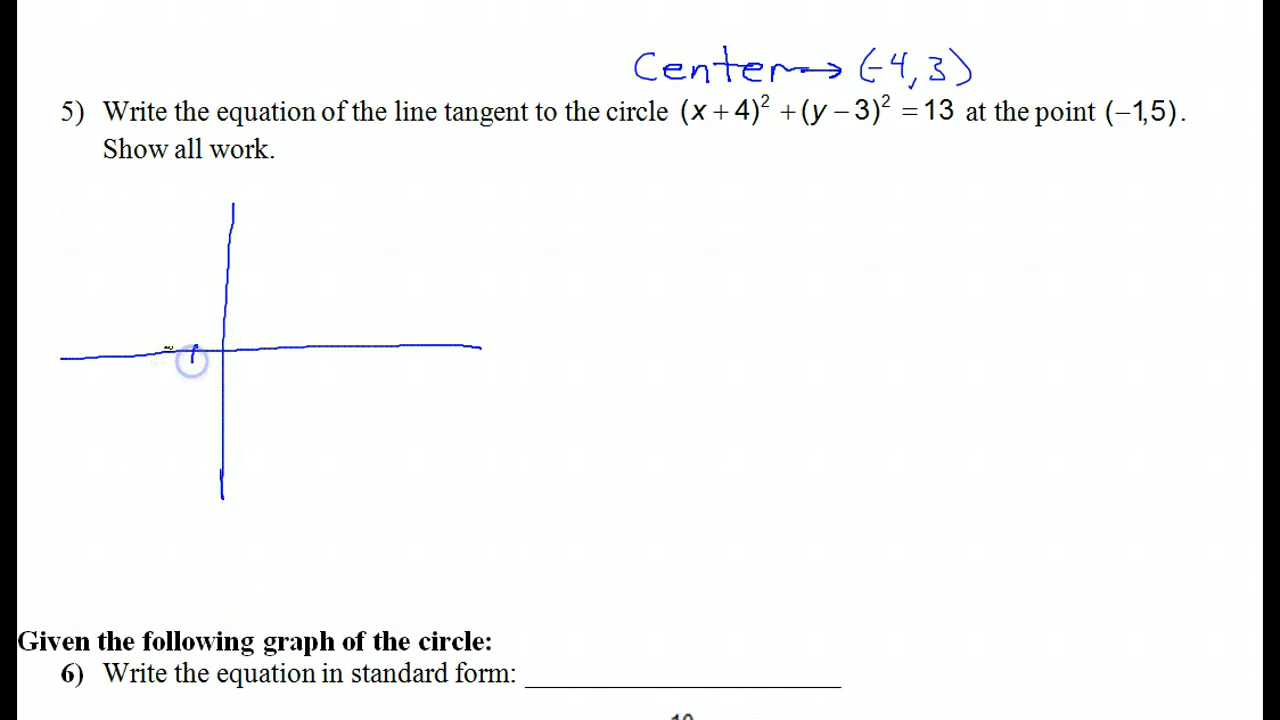 Center → (-4,3)
5) Write the equation of the line tangent to the circle (x + 4)² + (y − 3)² = 13 at the point (−1,5).
Show all work.
Given the following graph of the circle:
6) Write the equation in standard form: ____________________